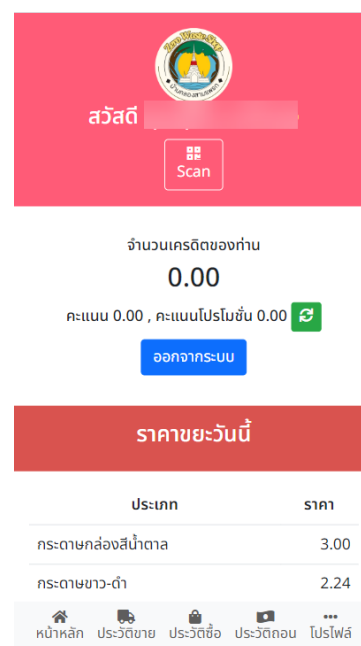 Zero Waste Shop
สวัสดี
Scan
จำนวนเครดิตของท่าน
0.00
คะแนน 0.00 , คะแนนโปรโมชั่น 0.00
ออกจากระบบ
ราคาขยะวันนี้
ประเภท ราคา
กระดาษกล่องสีน้ำตาล 3.00
กระดาษขาว-ดำ 2.24
หน้าหลัก ประวัติขาย ประวัติซื้อ ประวัติถอน โปรไฟล์